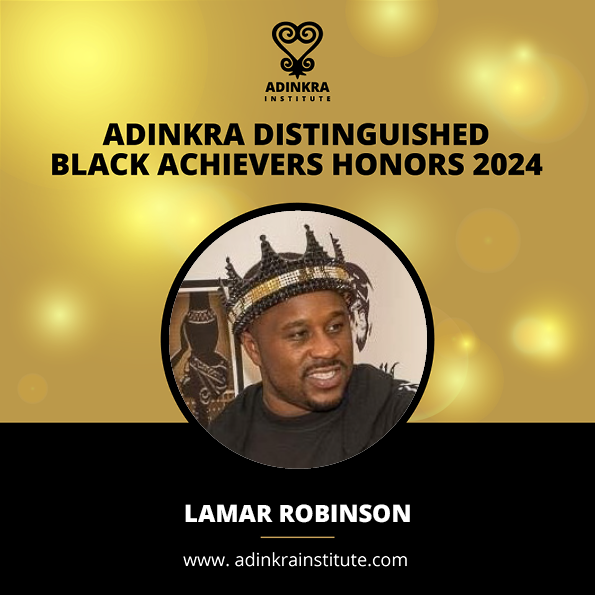 ADINKRA
INSTITUTE
ADINKRA DISTINGUISHED
BLACK ACHIEVERS HONORS 2024
LAMAR ROBINSON
www. adinkrainstitute.com